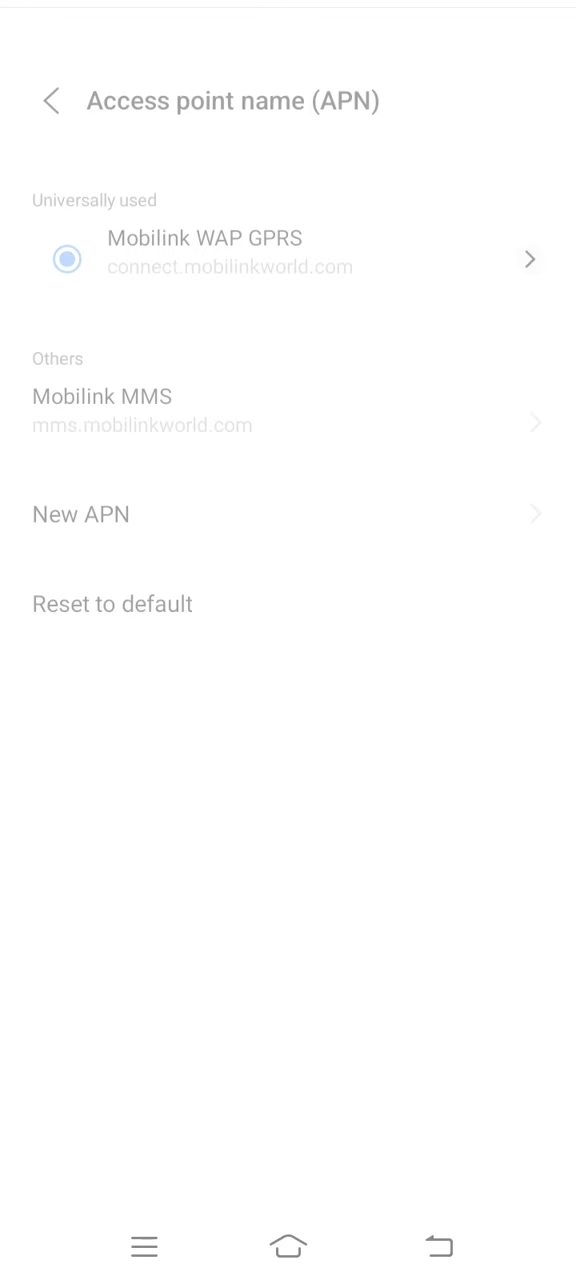 Access point name (APN)
Universally used
Mobilink WAP GPRS
connect.mobilinkworld.com
Others
Mobilink MMS
mms.mobilinkworld.com
New APN
Reset to default